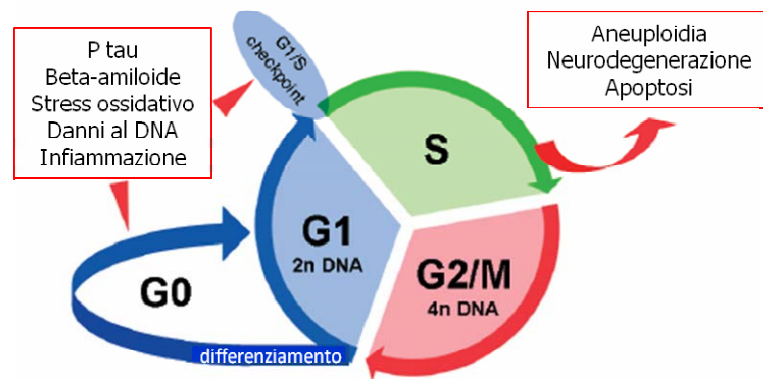 P tau
Beta-amiloide
Stress ossidativo
Danni al DNA
Infiammazione
G1/S
checkpoint
Aneuploidia
Neurodegenerazione
Apoptosi
S
G1
2n DNA
G2/M
4n DNA
G0
differenziamento